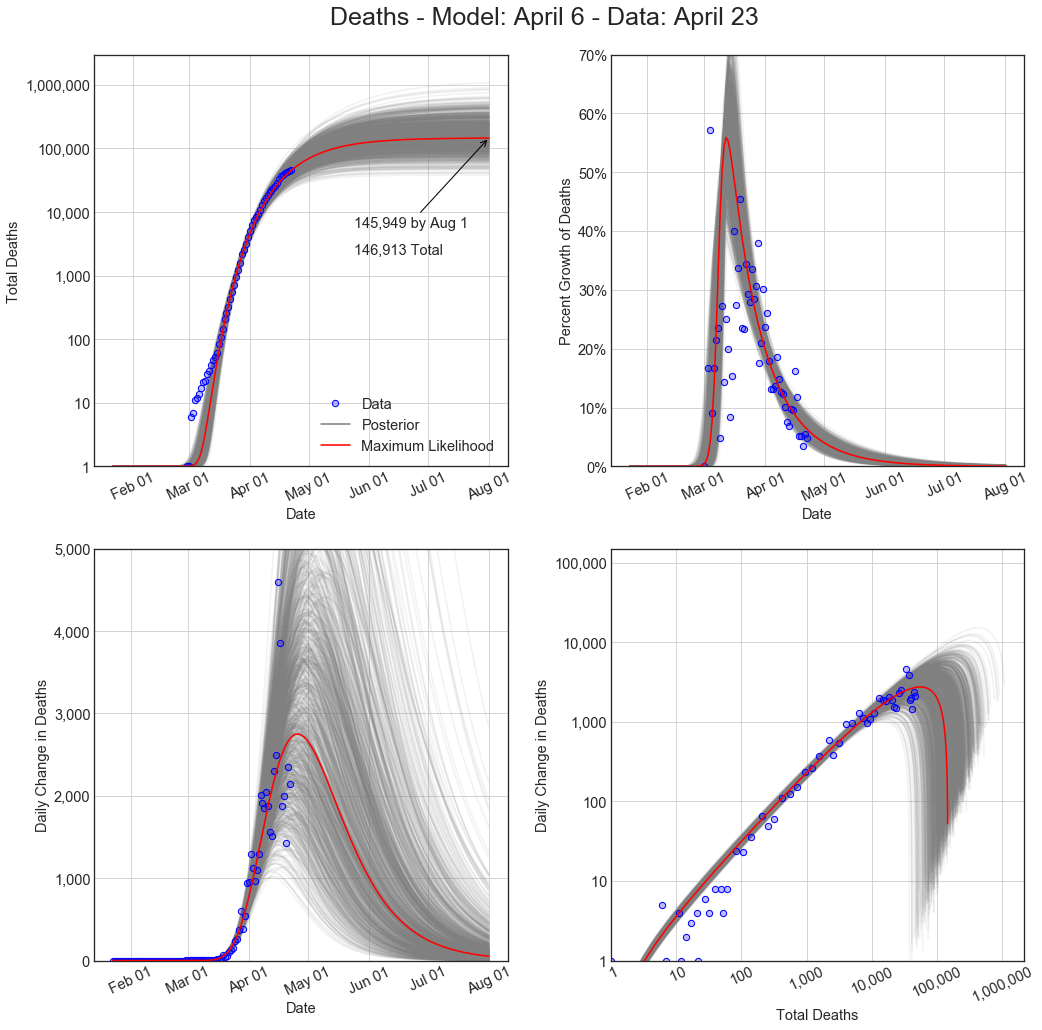 Deaths - Model: April 6 - Data: April 23
Total Deaths
1,000,000
100,000
10,000
1,000
100
10
1
145,949 by Aug 1
146,913 Total
Data
Posterior
Maximum Likelihood
Feb 01
Mar 01
Apr 01
May 01
Jun 01
Jul 01
Aug 01
Date
Percent Growth of Deaths
70%
60%
50%
40%
30%
20%
10%
0%
Feb 01
Mar 01
Apr 01
May 01
Jun 01
Jul 01
Aug 01
Date
Daily Change in Deaths
5,000
4,000
3,000
2,000
1,000
0
Feb 01
Mar 01
Apr 01
May 01
Jun 01
Jul 01
Aug 01
Date
Daily Change in Deaths
100,000
10,000
1,000
100
10
1
1
10
100
1,000
10,000
100,000
1,000,000
Total Deaths